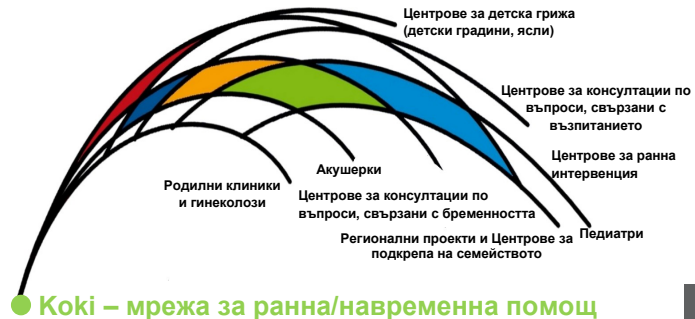 Центрове за детска грижа
(детски градини, ясли)
Центрове за консултации по
въпроси, свързани с
възпитанието
Центрове за ранна
интервенция
Акушерки
Родилни клиники
и гинеколози
Центрове за консултации по
въпроси, свързани с бременността
Педиатри
Регионални проекти и Центрове за
подкрепа на семейството
Koki – мрежа за ранна/навременна помощ